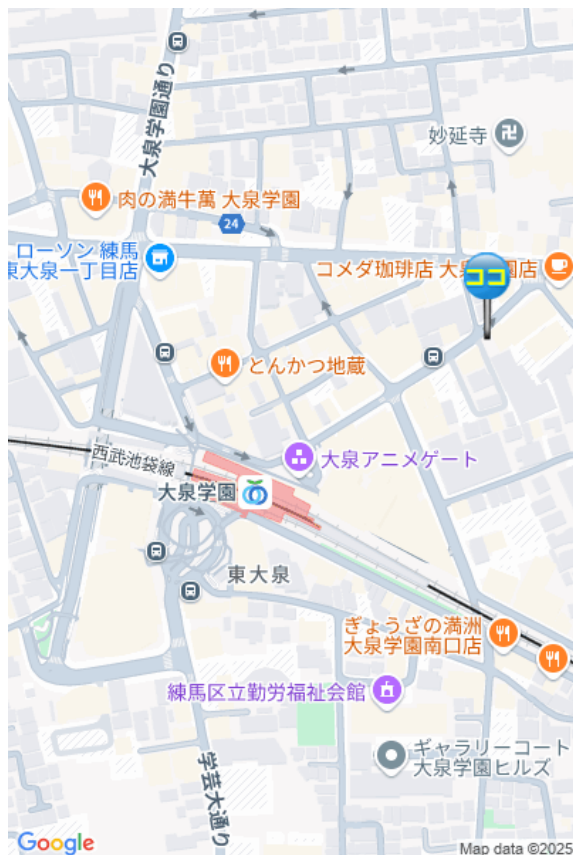 大泉学園通り
妙延寺
肉の満牛萬 大泉学園
24
ローソン 練馬
東大泉一丁目店
コメダ珈琲店 大泉学園店
ココ
とんかつ地蔵
西武池袋線
大泉アニメゲート
大泉学園
東大泉
ぎょうざの満洲
大泉学園南口店
練馬区立勤労福祉会館
ギャラリーコート
大泉学園ヒルズ
学芸大通り
Google
Map data ©2025